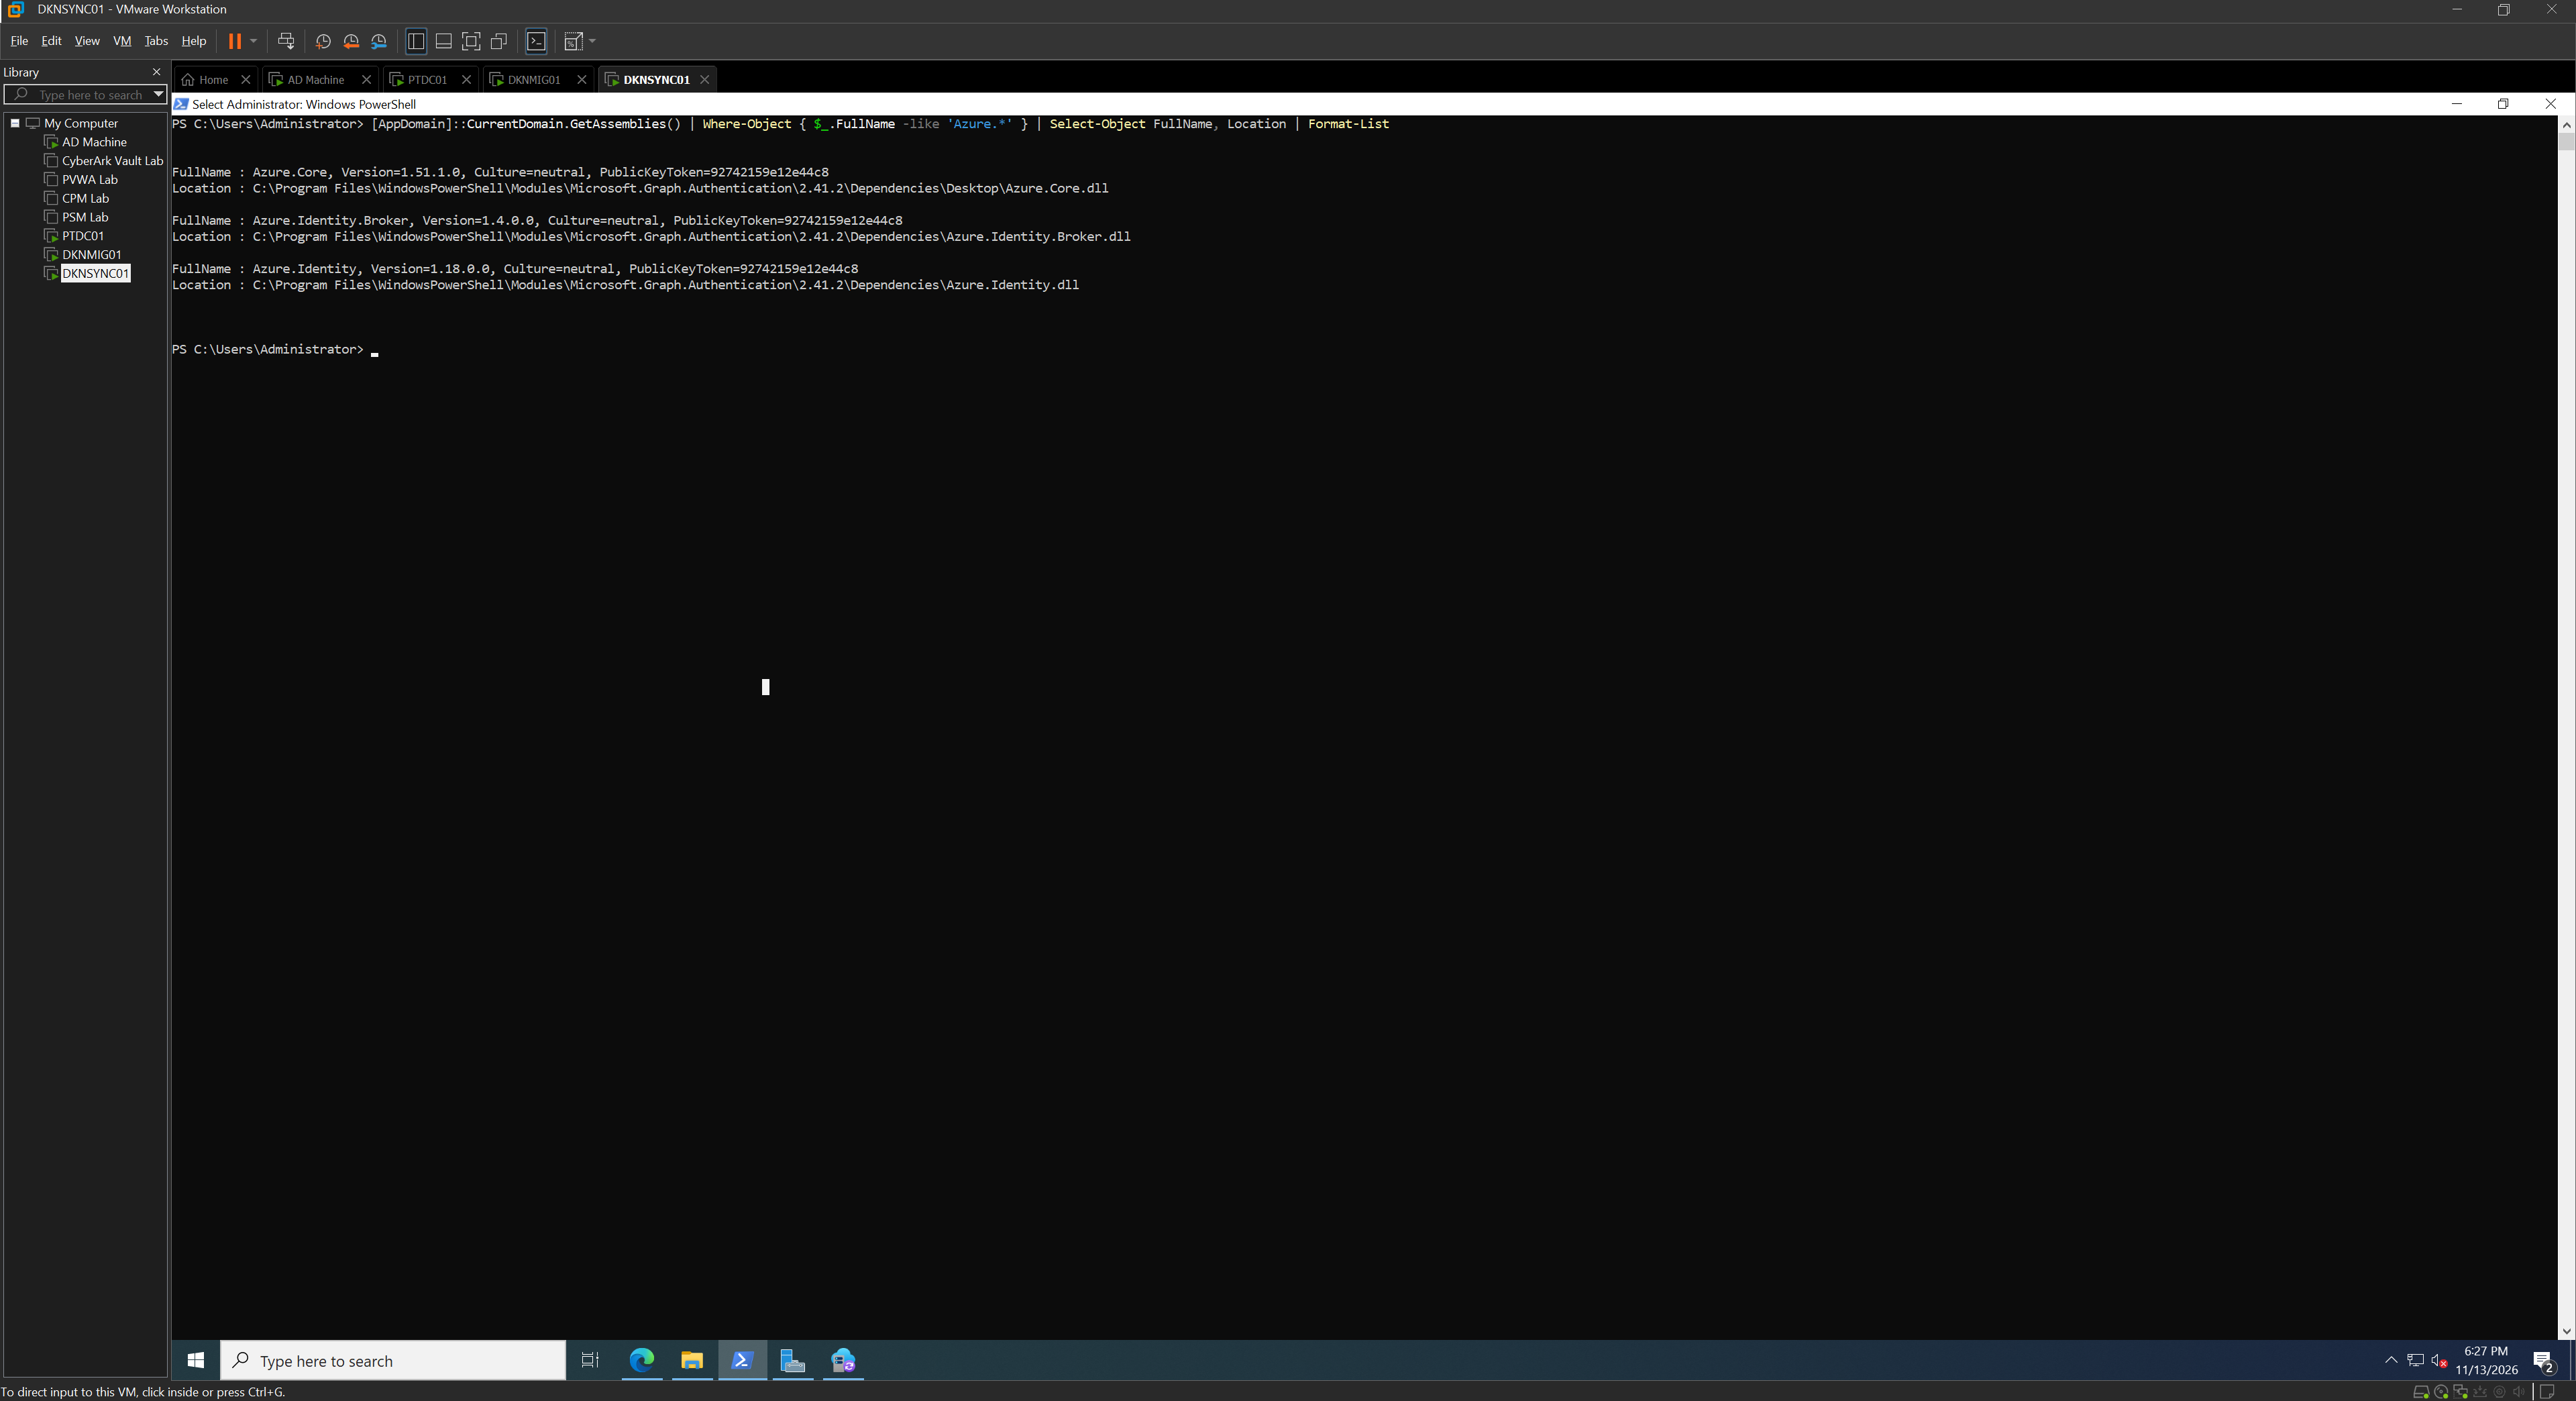 DKNSYNC01 - VMware Workstation
File Edit View VM Tabs Help
Library
Type here to search
My Computer
AD Machine
CyberArk Vault Lab
PVWA Lab
CPM Lab
PSM Lab
PTDC01
DKNMIG01
DKNSYNC01
Home
AD Machine
PTDC01
DKNMIG01
DKNSYNC01
Select Administrator: Windows PowerShell
PS C:\Users\Administrator> [AppDomain]::CurrentDomain.GetAssemblies() | Where-Object { $_.FullName -like 'Azure.*' } | Select-Object FullName, Location | Format-List
FullName : Azure.Core, Version=1.51.1.0, Culture=neutral, PublicKeyToken=92742159e12e44c8
Location : C:\Program Files\WindowsPowerShell\Modules\Microsoft.Graph.Authentication\2.41.2\Dependencies\Desktop\Azure.Core.dll
FullName : Azure.Identity.Broker, Version=1.4.0.0, Culture=neutral, PublicKeyToken=92742159e12e44c8
Location : C:\Program Files\WindowsPowerShell\Modules\Microsoft.Graph.Authentication\2.41.2\Dependencies\Azure.Identity.Broker.dll
FullName : Azure.Identity, Version=1.18.0.0, Culture=neutral, PublicKeyToken=92742159e12e44c8
Location : C:\Program Files\WindowsPowerShell\Modules\Microsoft.Graph.Authentication\2.41.2\Dependencies\Azure.Identity.dll
PS C:\Users\Administrator>
Type here to search
6:27 PM
11/13/2026
2
To direct input to this VM, click inside or press Ctrl+G.